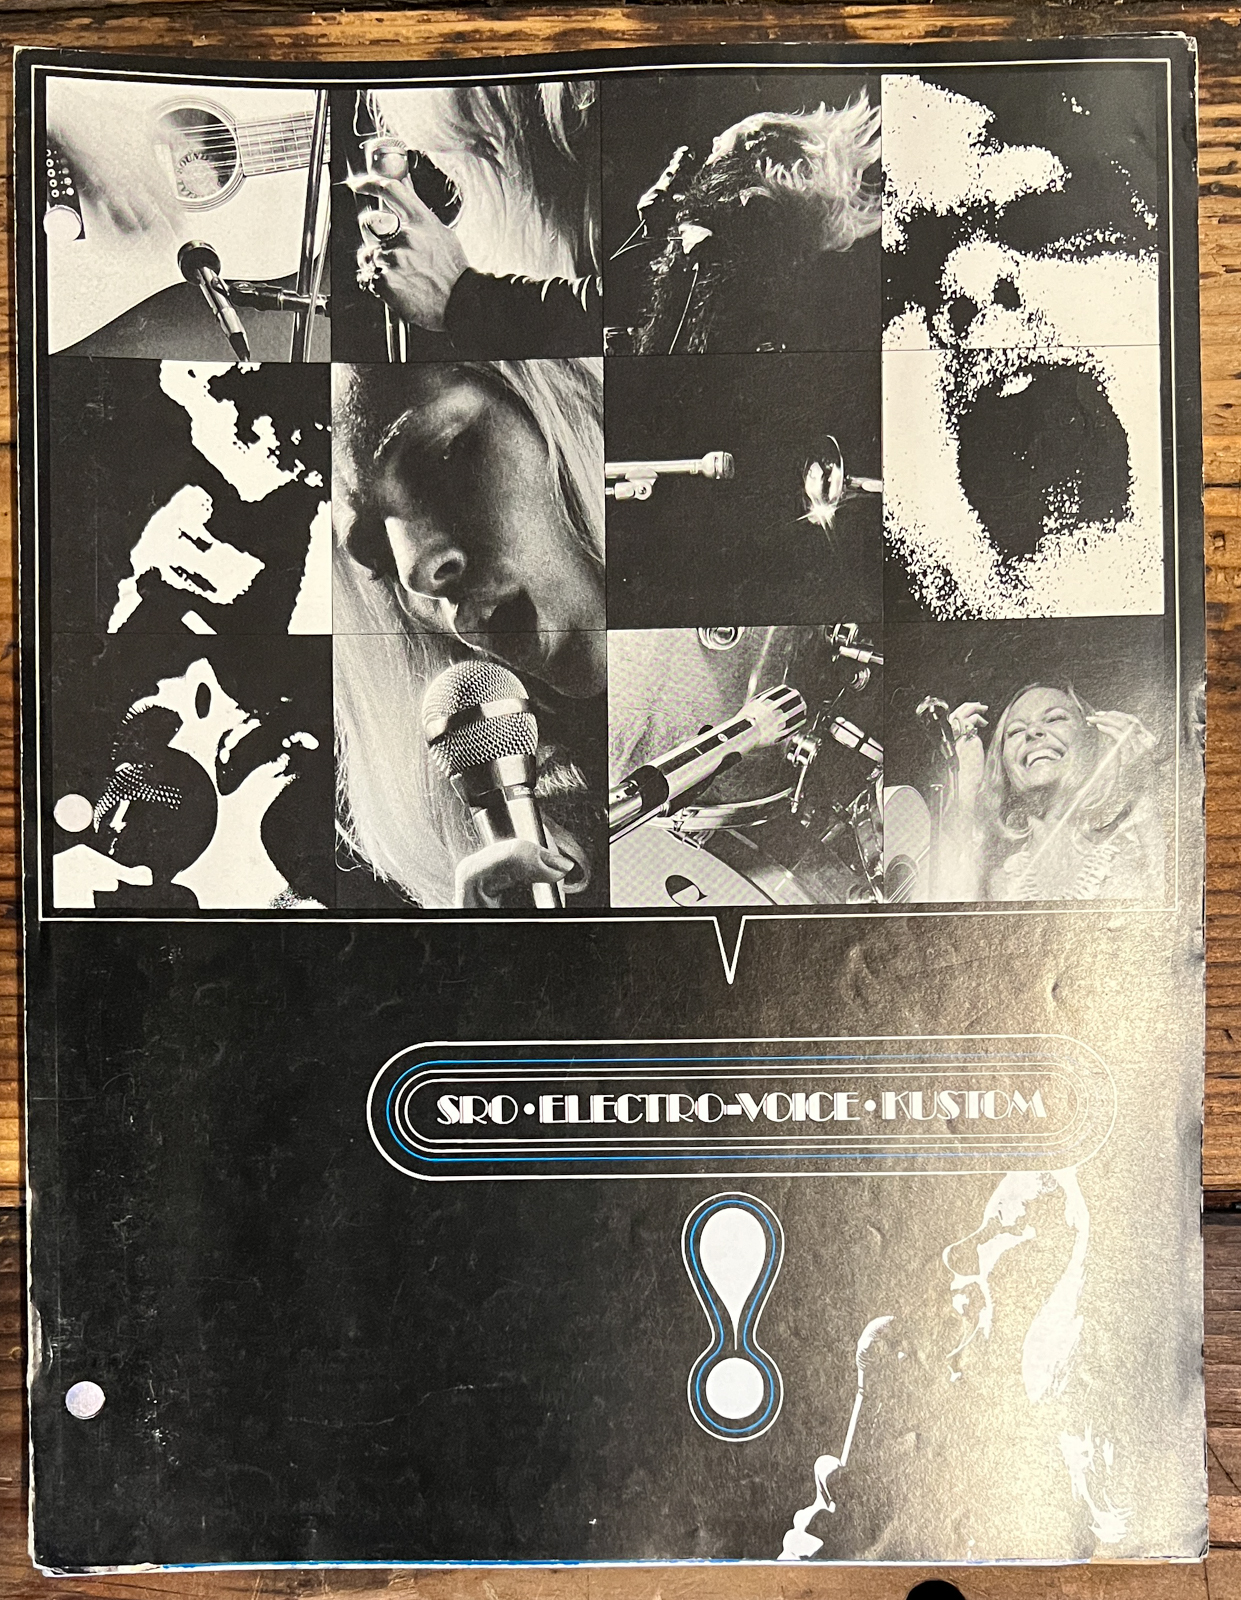 SRO • ELECTRO-VOICE • KUSTOM
!